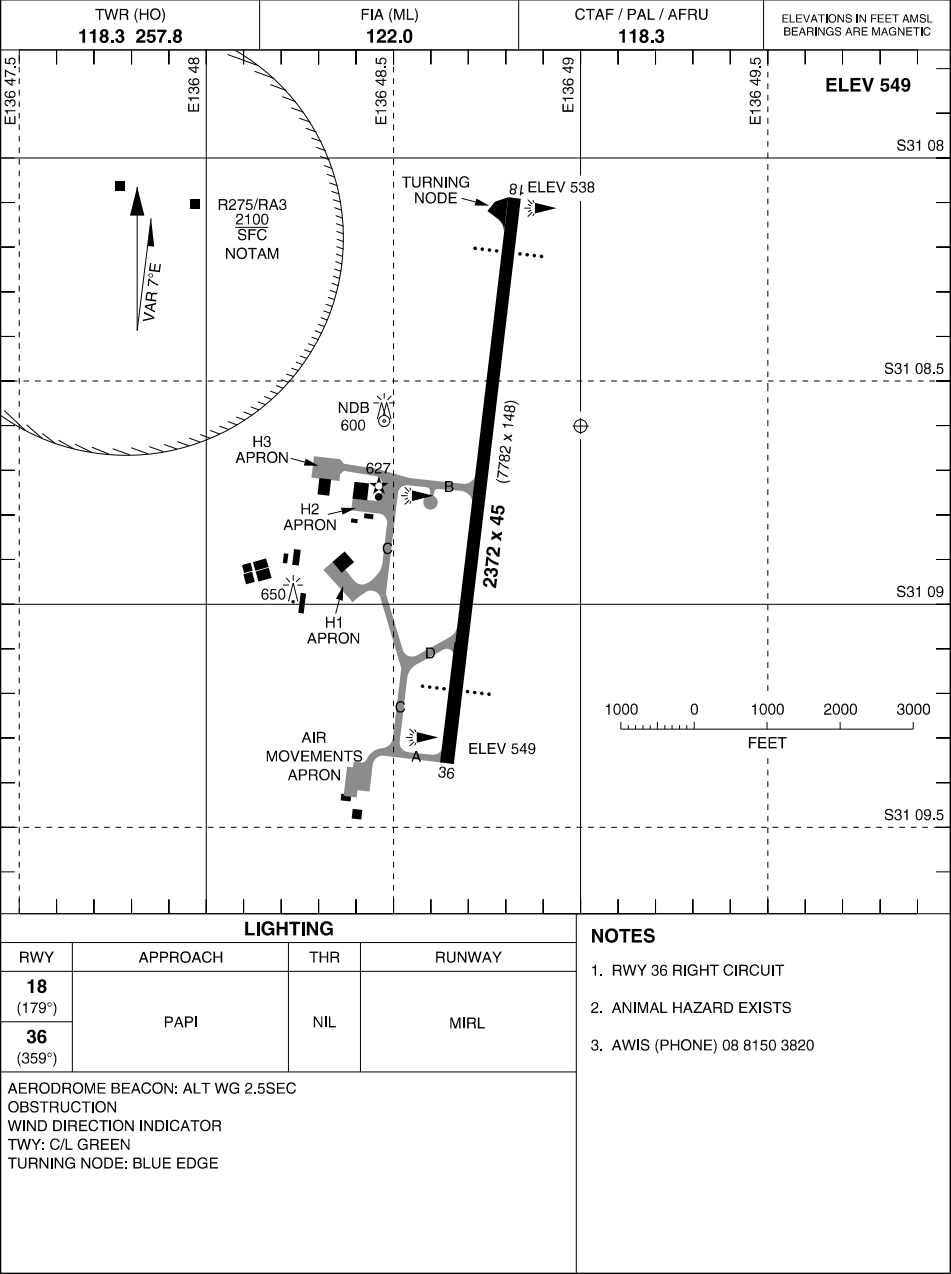 TWR (HO)
118.3 257.8
FIA (ML)
122.0
CTAF / PAL / AFRU
118.3
ELEVATIONS IN FEET AMSL
BEARINGS ARE MAGNETIC
E136 47.5
E136 48
E136 48.5
E136 49
E136 49.5
ELEV 549
S31 08
R275/RA3
2100
SFC
NOTAM
VAR 7°E
TURNING
NODE
18
ELEV 538
S31 08.5
NDB
600
H3
APRON
627
B
(7782 x 148)
2372 x 45
H2
APRON
C
650
S31 09
H1
APRON
D
C
1000 0 1000 2000 3000
FEET
AIR
MOVEMENTS
APRON
A
ELEV 549
36
S31 09.5
LIGHTING
RWY APPROACH THR RUNWAY
18
(179°)
PAPI NIL MIRL
36
(359°)
AERODROME BEACON: ALT WG 2.5SEC
OBSTRUCTION
WIND DIRECTION INDICATOR
TWY: C/L GREEN
TURNING NODE: BLUE EDGE
NOTES
1. RWY 36 RIGHT CIRCUIT
2. ANIMAL HAZARD EXISTS
3. AWIS (PHONE) 08 8150 3820